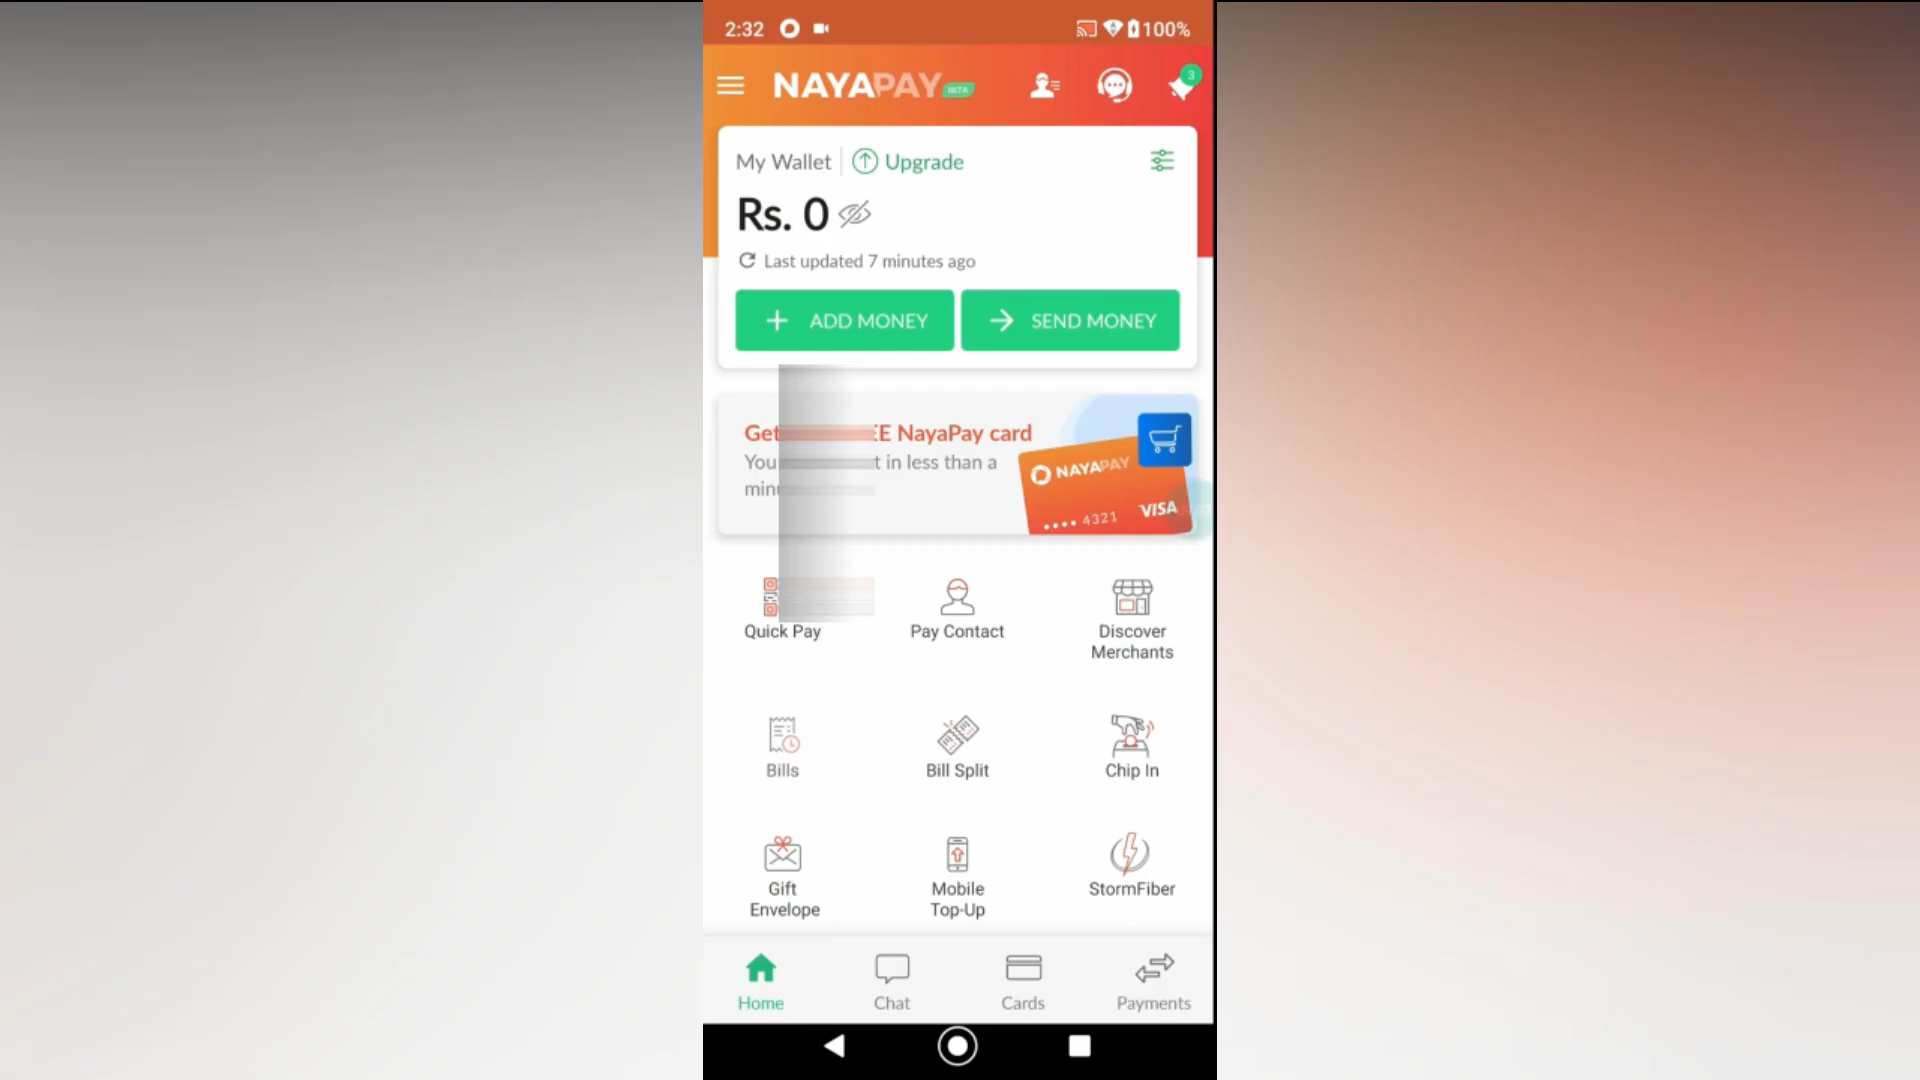 2:32 100%
NAYAPAY BETA 3
My Wallet Upgrade
Rs. 0
Last updated 7 minutes ago
ADD MONEY SEND MONEY
Get E NayaPay card
You t in less than a
min
NAYAPAY
•••• 4321 VISA
Quick Pay Pay Contact Discover
Merchants
Bills Bill Split Chip In
Gift Mobile StormFiber
Envelope Top-Up
Home Chat Cards Payments